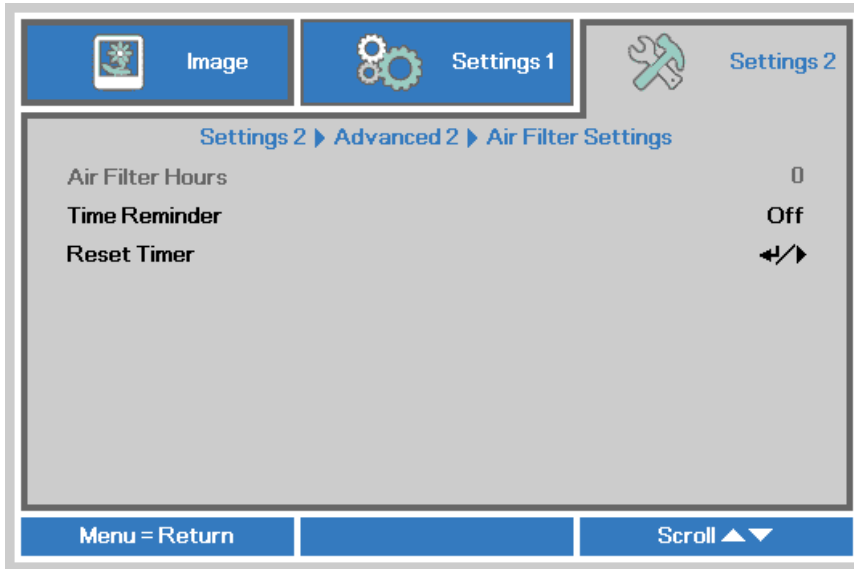 Image
Settings 1
Settings 2
Settings 2 ▶ Advanced 2 ▶ Air Filter Settings
Air Filter Hours 0
Time Reminder Off
Reset Timer ↵/▶
Menu = Return
Scroll ▲▼